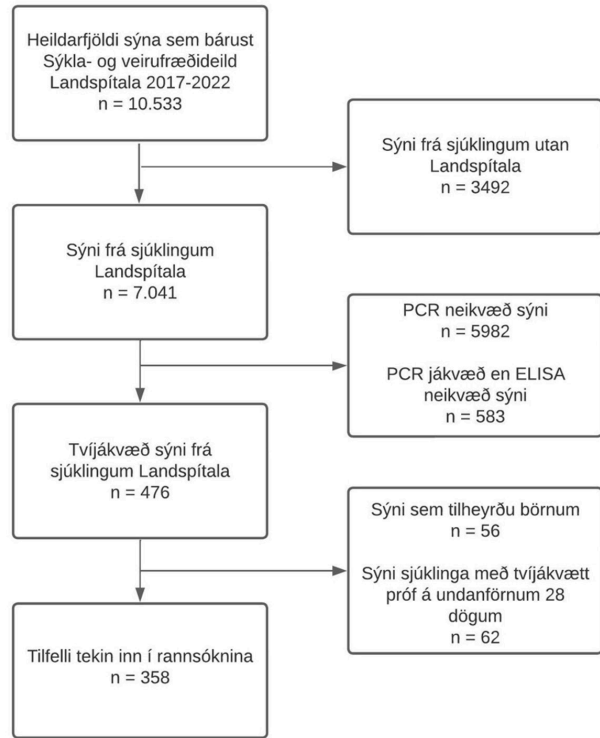 Heildarfjöldi sýna sem bárust
Sýkla- og veirufræðideild
Landspítala 2017-2022
n = 10.533
Sýni frá sjúklingum utan
Landspítala
n = 3492
Sýni frá sjúklingum
Landspítala
n = 7.041
PCR neikvæð sýni
n = 5982
PCR jákvæð en ELISA
neikvæð sýni
n = 583
Tvíjákvæð sýni frá
sjúklingum Landspítala
n = 476
Sýni sem tilheyrðu börnum
n = 56
Sýni sjúklinga með tvíjákvætt
próf á undanförnum 28
dögum
n = 62
Tilfelli tekin inn í rannsóknina
n = 358